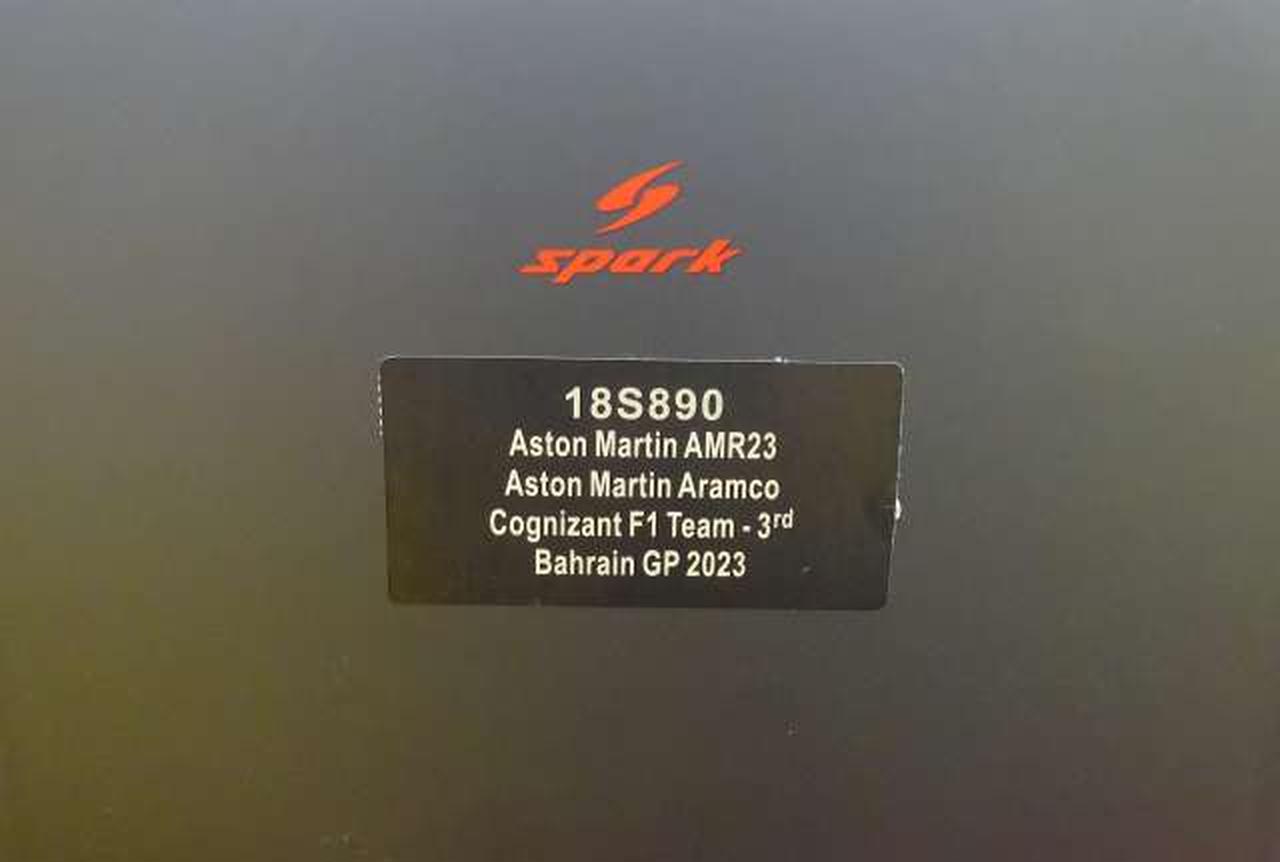 spark
18S890
Aston Martin AMR23
Aston Martin Aramco
Cognizant F1 Team - 3rd
Bahrain GP 2023